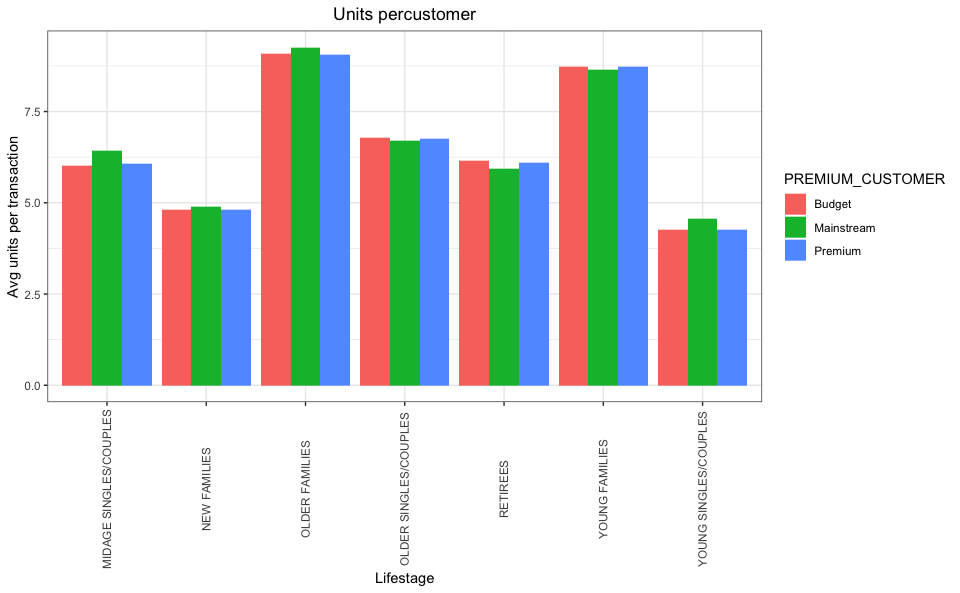 Units percustomer
Avg units per transaction
7.5
5.0
2.5
0.0
MIDAGE SINGLES/COUPLES
NEW FAMILIES
OLDER FAMILIES
OLDER SINGLES/COUPLES
RETIREES
YOUNG FAMILIES
YOUNG SINGLES/COUPLES
Lifestage
PREMIUM_CUSTOMER
Budget
Mainstream
Premium